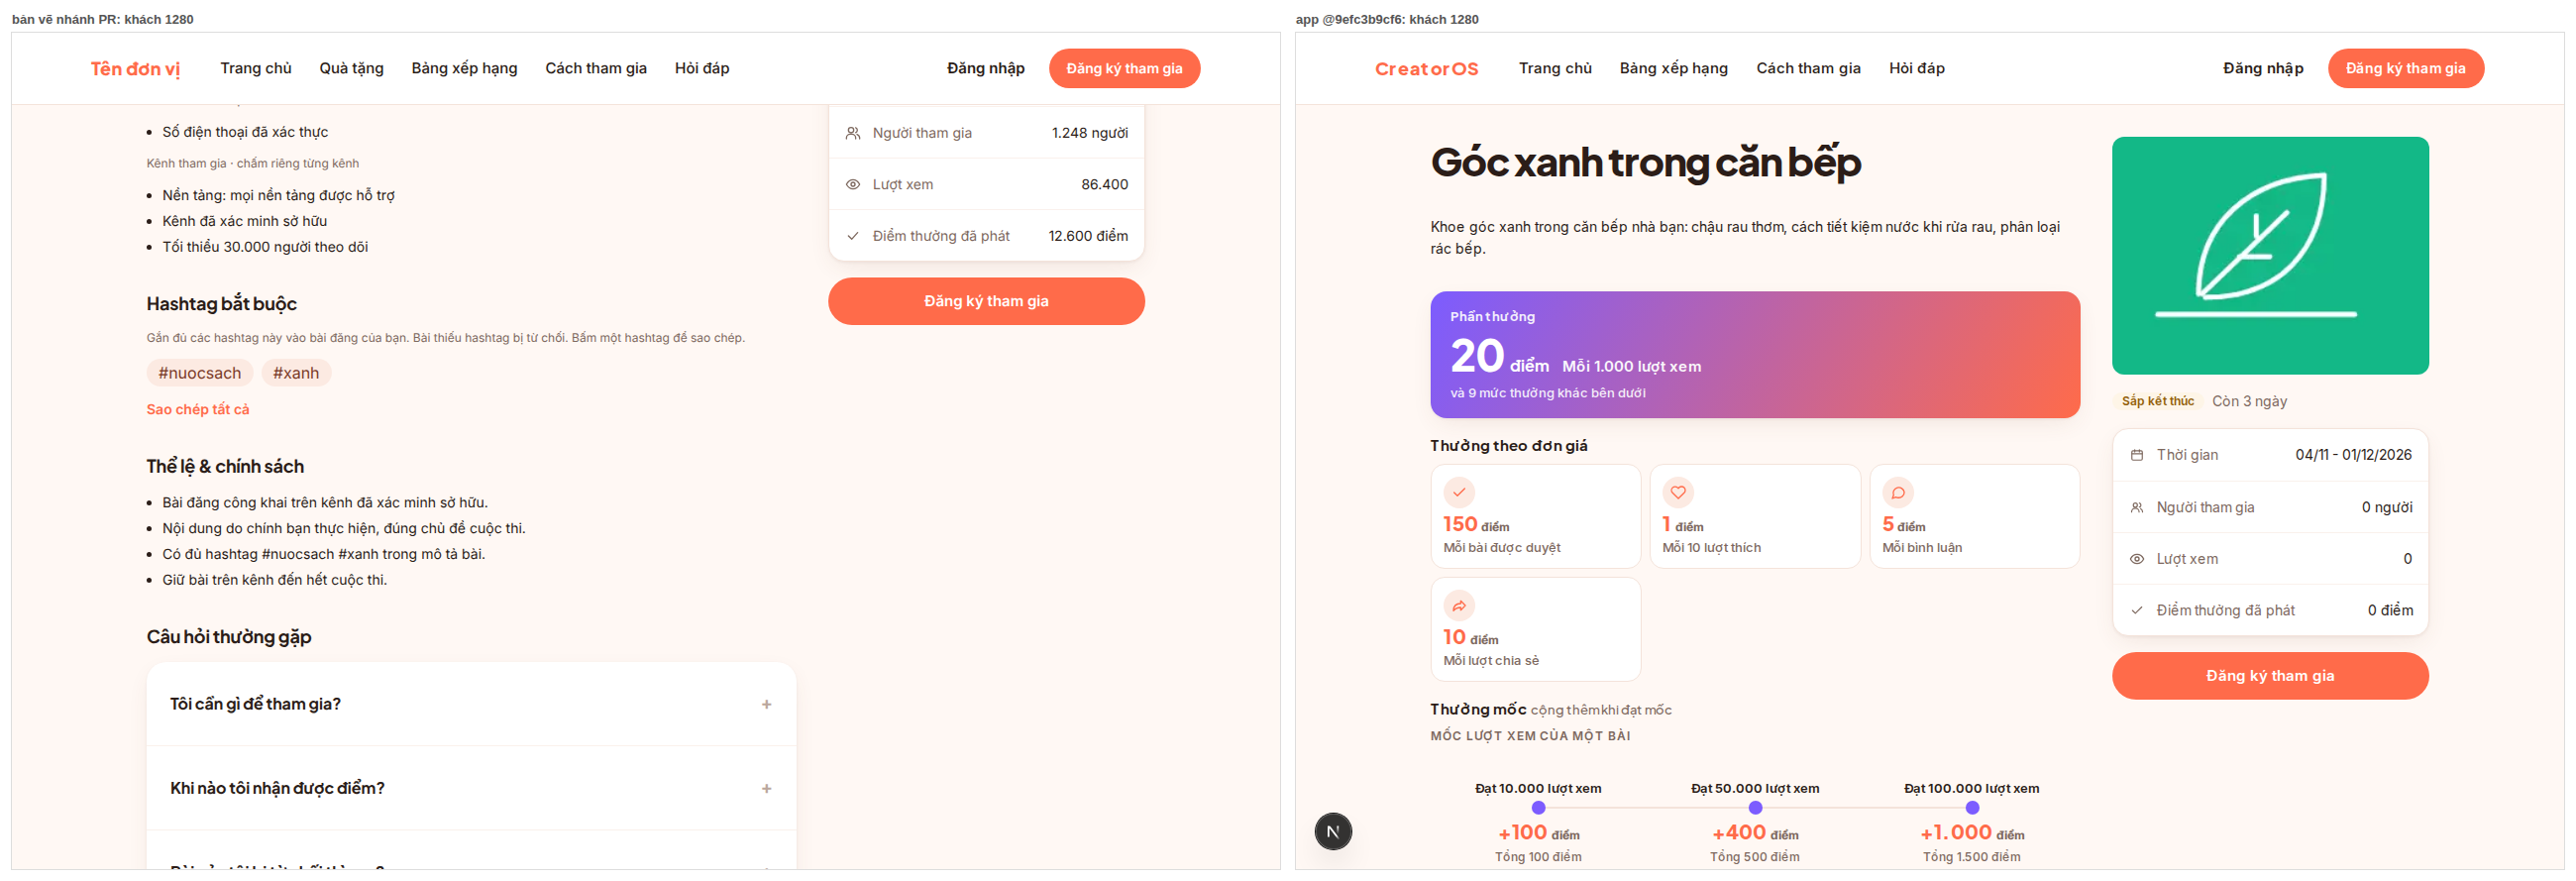 bản vẽ nhánh PR: khách 1280
Tên đơn vị Trang chủ Quà tặng Bảng xếp hạng Cách tham gia Hỏi đáp Đăng nhập Đăng ký tham gia
Số điện thoại đã xác thực
Kênh tham gia · chấm riêng từng kênh
Nền tảng: mọi nền tảng được hỗ trợ
Kênh đã xác minh sở hữu
Tối thiểu 30.000 người theo dõi
Hashtag bắt buộc
Gắn đủ các hashtag này vào bài đăng của bạn. Bài thiếu hashtag bị từ chối. Bấm một hashtag để sao chép.
#nuocsach #xanh
Sao chép tất cả
Thể lệ & chính sách
Bài đăng công khai trên kênh đã xác minh sở hữu.
Nội dung do chính bạn thực hiện, đúng chủ đề cuộc thi.
Có đủ hashtag #nuocsach #xanh trong mô tả bài.
Giữ bài trên kênh đến hết cuộc thi.
Câu hỏi thường gặp
Tôi cần gì để tham gia? +
Khi nào tôi nhận được điểm? +
Người tham gia 1.248 người
Lượt xem 86.400
Điểm thưởng đã phát 12.600 điểm
Đăng ký tham gia
app @9efc3b9cf6: khách 1280
CreatorOS Trang chủ Bảng xếp hạng Cách tham gia Hỏi đáp Đăng nhập Đăng ký tham gia
Góc xanh trong căn bếp
Khoe góc xanh trong căn bếp nhà bạn: chậu rau thơm, cách tiết kiệm nước khi rửa rau, phân loại
rác bếp.
Phần thưởng
20 điểm Mỗi 1.000 lượt xem
và 9 mức thưởng khác bên dưới
Thưởng theo đơn giá
150 điểm
Mỗi bài được duyệt
1 điểm
Mỗi 10 lượt thích
5 điểm
Mỗi bình luận
10 điểm
Mỗi lượt chia sẻ
Thưởng mốc cộng thêm khi đạt mốc
MỐC LƯỢT XEM CỦA MỘT BÀI
Đạt 10.000 lượt xem Đạt 50.000 lượt xem Đạt 100.000 lượt xem
+100 điểm +400 điểm +1.000 điểm
Tổng 100 điểm Tổng 500 điểm Tổng 1.500 điểm
Sắp kết thúc Còn 3 ngày
Thời gian 04/11 - 01/12/2026
Người tham gia 0 người
Lượt xem 0
Điểm thưởng đã phát 0 điểm
Đăng ký tham gia
N